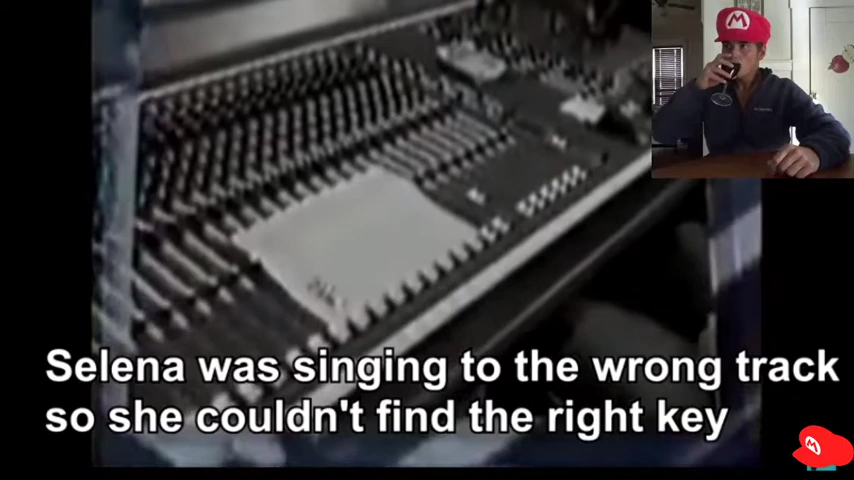 Selena was singing to the wrong track
so she couldn't find the right key
M
M